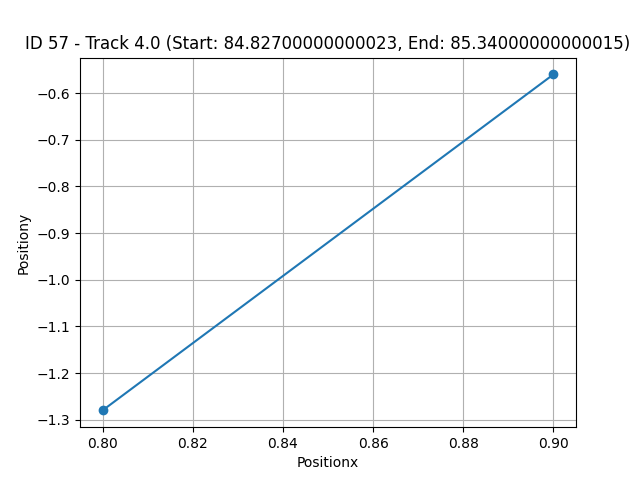 ID 57 - Track 4.0 (Start: 84.82700000000023, End: 85.34000000000015)
−0.6
−0.7
−0.8
−0.9
−1.0
−1.1
−1.2
−1.3
Positiony
0.80 0.82 0.84 0.86 0.88 0.90
Positionx